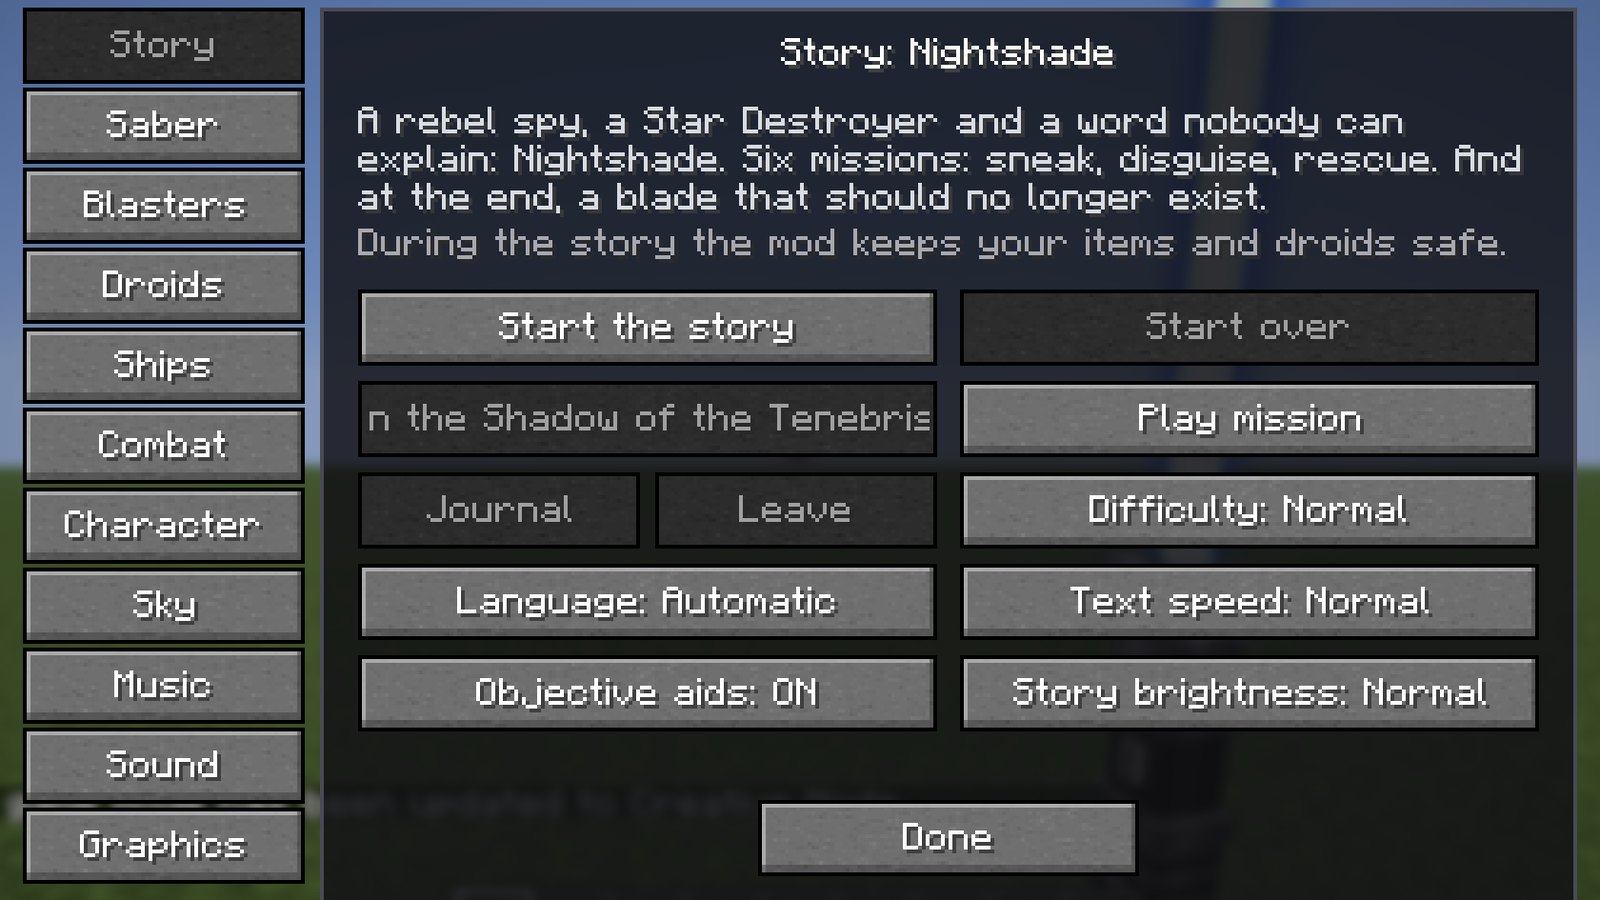 Story
Saber
Blasters
Droids
Ships
Combat
Character
Sky
Music
Sound
Graphics
Story: Nightshade
A rebel spy, a Star Destroyer and a word nobody can
explain: Nightshade. Six missions: sneak, disguise, rescue. And
at the end, a blade that should no longer exist.
During the story the mod keeps your items and droids safe.
Start the story
Start over
n the Shadow of the Tenebris
Play mission
Journal
Leave
Difficulty: Normal
Language: Automatic
Text speed: Normal
Objective aids: ON
Story brightness: Normal
updated to Creative
Done